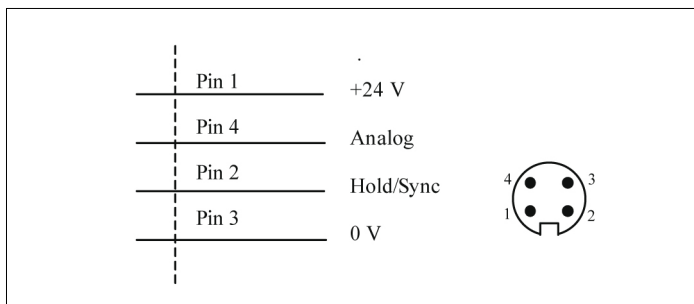 Pin 1
+24 V
Pin 4
Analog
Pin 2
Hold/Sync
Pin 3
0 V
4 3
1 2